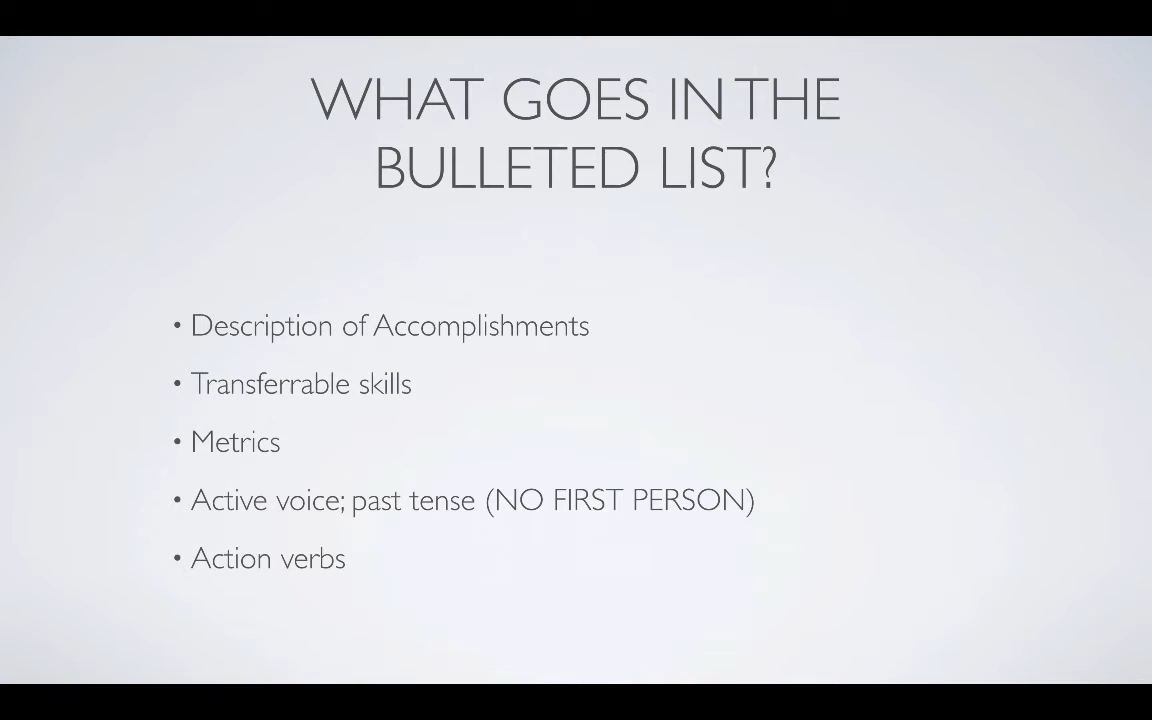 WHAT GOES IN THE
BULLETED LIST?
• Description of Accomplishments
• Transferrable skills
• Metrics
• Active voice; past tense (NO FIRST PERSON)
• Action verbs